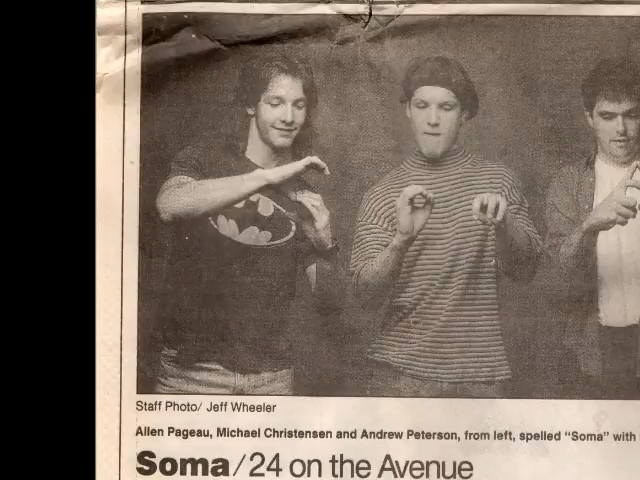 Staff Photo/ Jeff Wheeler
Allen Pageau, Michael Christensen and Andrew Peterson, from left, spelled "Soma" with
Soma/24 on the Avenue